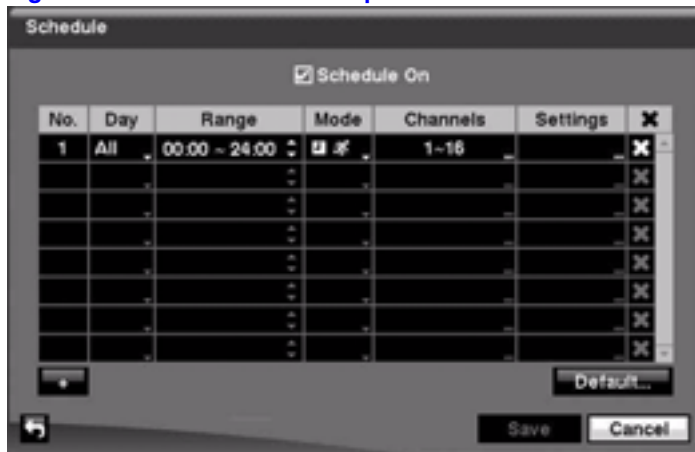 Schedule
Schedule On
No. Day Range Mode Channels Settings
1 All 00:00 ~ 24:00 1~16
+
Default...
Save Cancel